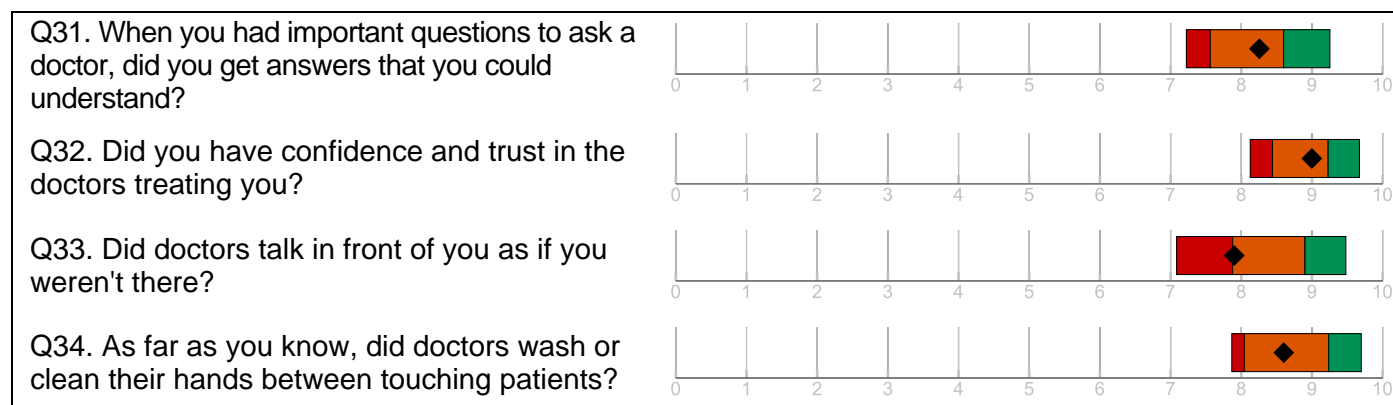 Q31. When you had important questions to ask a
doctor, did you get answers that you could
understand?
0 1 2 3 4 5 6 7 8 9 10
Q32. Did you have confidence and trust in the
doctors treating you?
0 1 2 3 4 5 6 7 8 9 10
Q33. Did doctors talk in front of you as if you
weren't there?
0 1 2 3 4 5 6 7 8 9 10
Q34. As far as you know, did doctors wash or
clean their hands between touching patients?
0 1 2 3 4 5 6 7 8 9 10